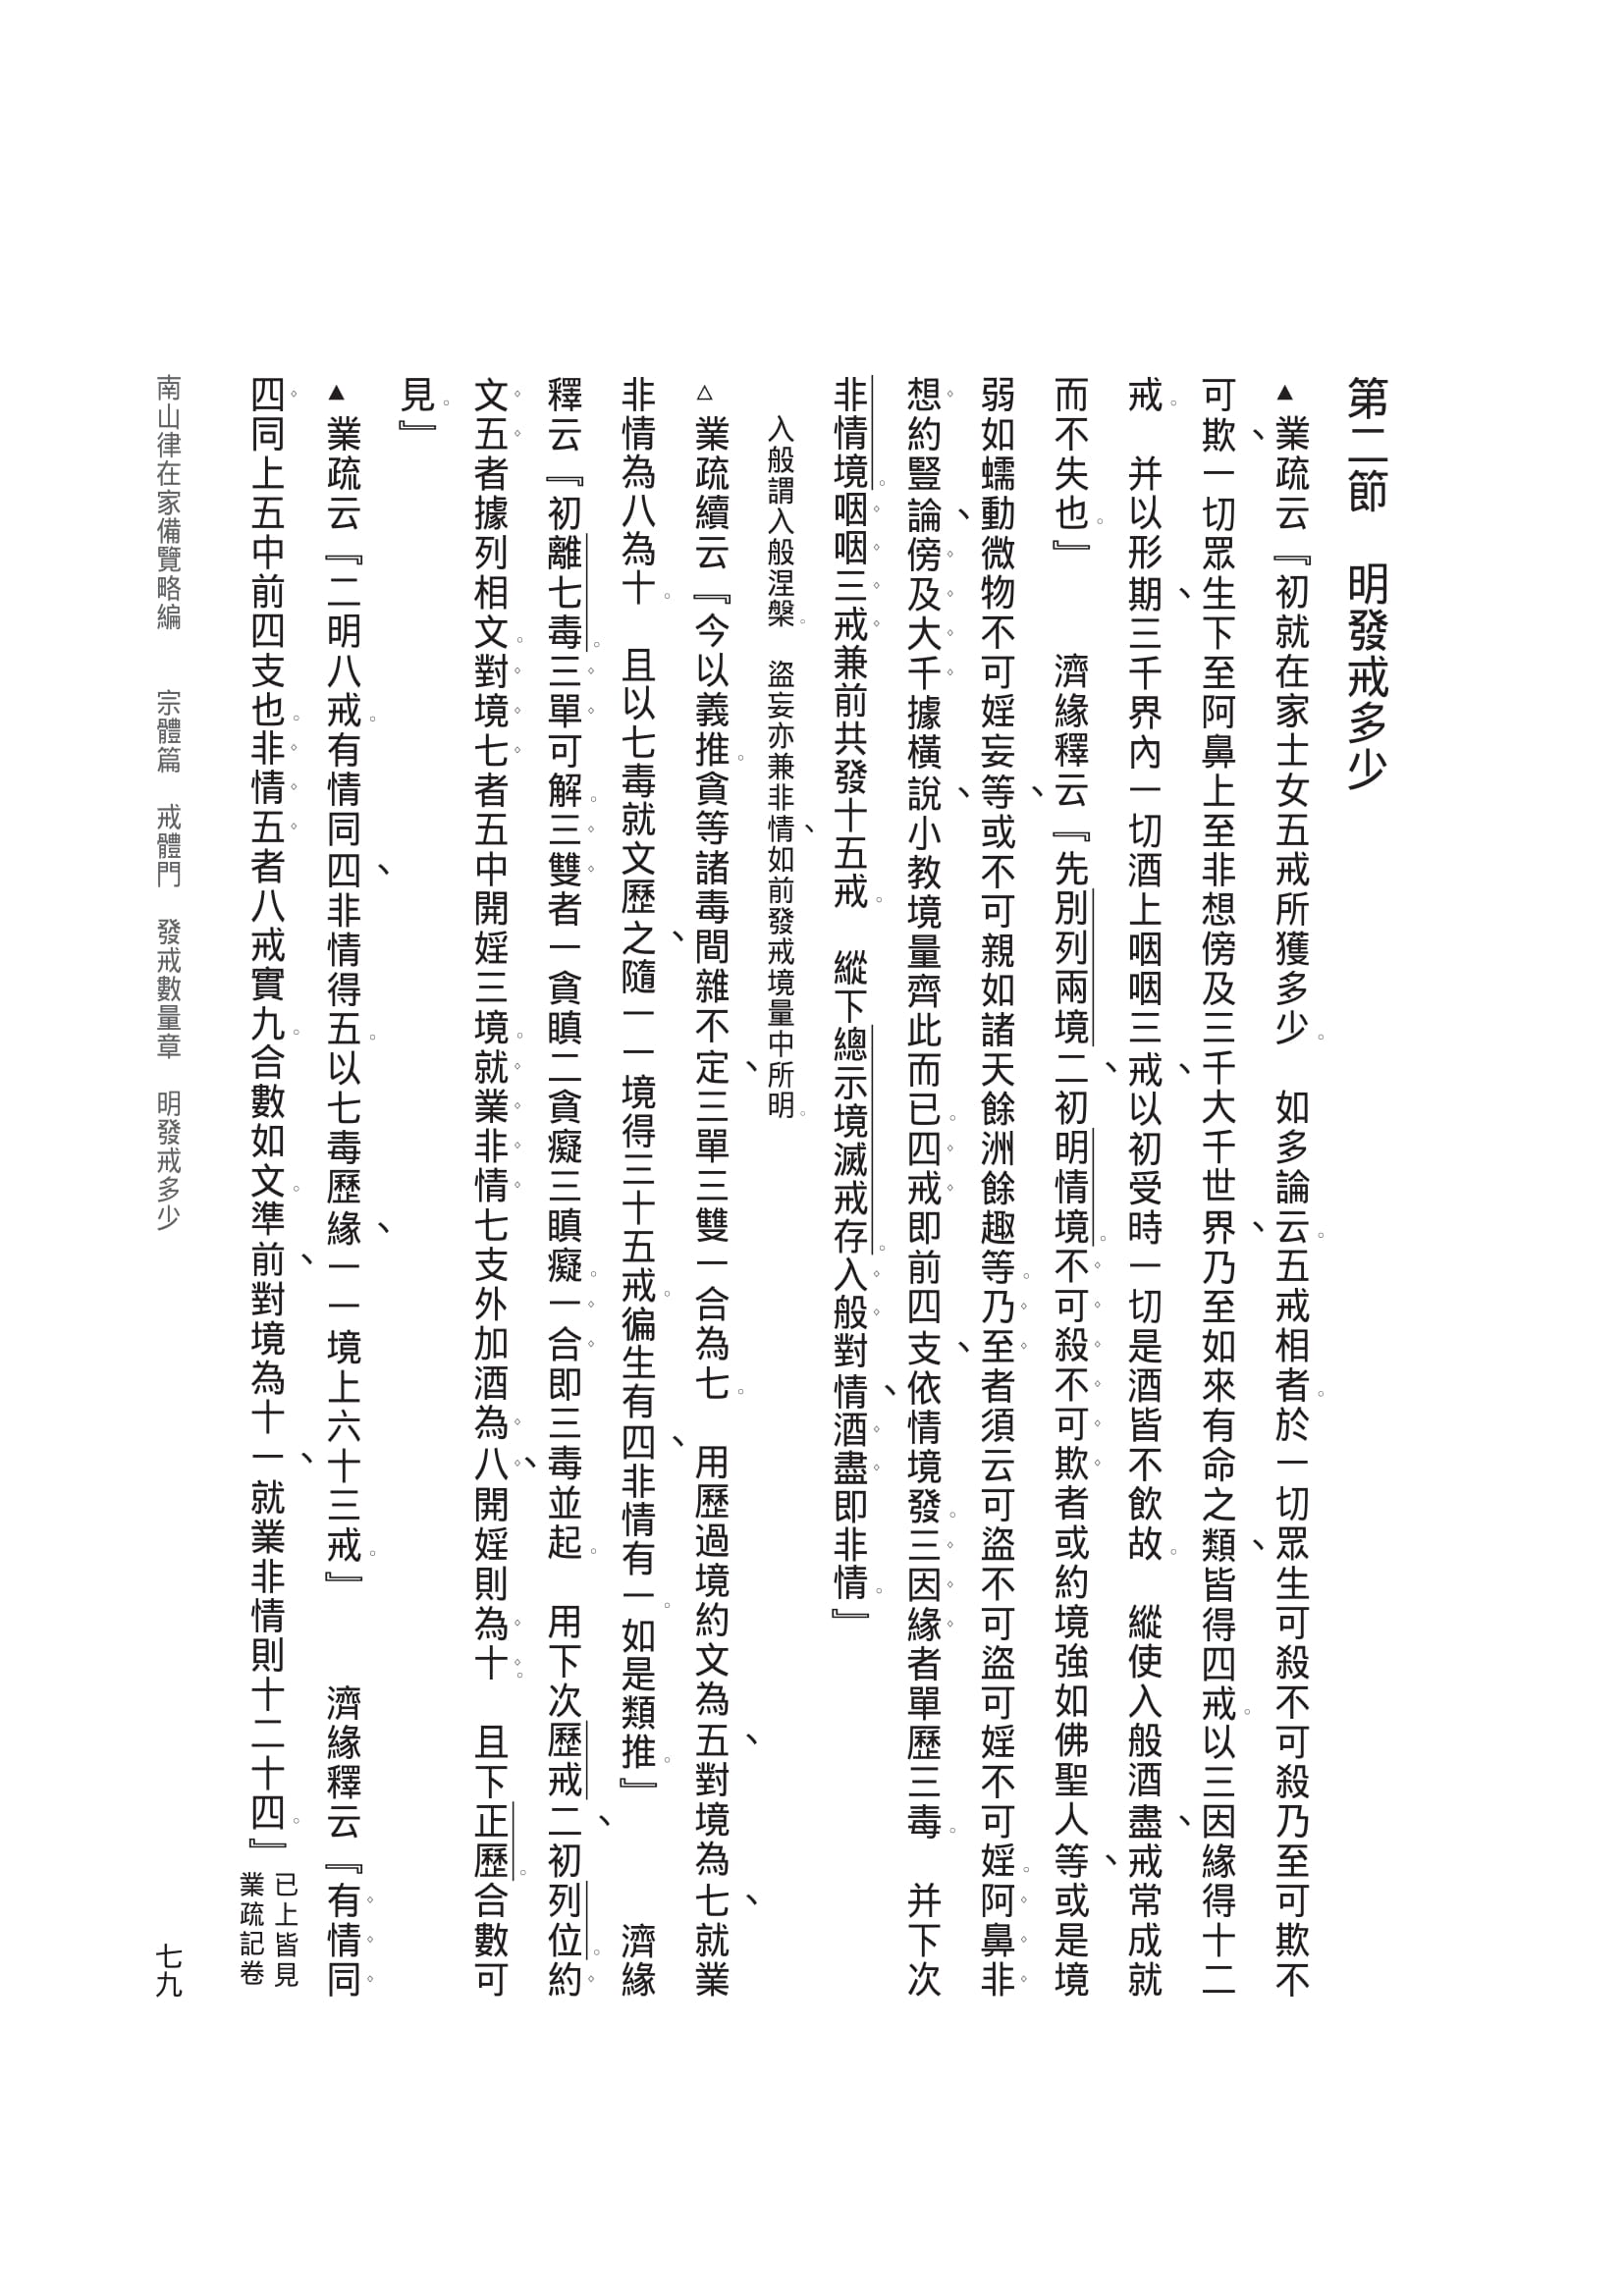 第二節　明發戒多少
▲業疏云『初就在家士女五戒所獲多少。　如多論云。五戒相者。於一切眾生可殺不可殺乃至可欺不
可欺、一切眾生下至阿鼻上至非想傍及三千大千世界、乃至如來有命之類、皆得四戒。以三因緣得十二
戒。　并以形期、三千界內一切酒上咽咽三戒、以初受時一切是酒皆不飲故。　縱使入般酒盡、戒常成就
而不失也。』　　濟緣釋云『先別列兩境二、初明情境。不可殺不可欺者或約境強如佛聖人等、或是境
弱如蠕動微物不可婬妄等、或不可親如諸天餘洲餘趣等。乃至者須云可盜不可盜可婬不可婬。阿鼻非
想約豎論、傍及大千據橫說、小教境量齊此而已。四戒即前四支、依情境發。三因緣者單歷三毒。　并下次
非情境。咽咽三戒兼前共發十五戒。　縱下總示境滅戒存。入般對情、酒盡即非情。』
入般謂入般涅槃。　盜妄亦兼非情、如前發戒境量中所明。
△業疏續云『今以義推。貪等諸毒間雜不定、三單三雙一合為七。　用歷過境約文為五、對境為七、就業
非情為八為十。　且以七毒就文歷之、隨一一境得三十五戒。徧生有四、非情有一。如是類推。』　　　濟緣
釋云『初離七毒。三單可解。三雙者一貪瞋二貪癡三瞋癡。一合即三毒並起。　用下次歷戒二、初列位。約
文五者據列相文。對境七者五中開婬三境。就業非情七支外加酒為八、開婬則為十。　且下正歷。合數可
見。』
▲業疏云『二明八戒。有情同四、非情得五。以七毒歷緣、一一境上六十三戒。』　　濟緣釋云『有情同
四同上五中前四支也。非情五者八戒實九。合數如文。準前、對境為十一、就業非情則十二十四。』
已上皆見
業疏記卷
南山律在家備覽略編　　宗體篇　戒體門　發戒數量章　明發戒多少
七九